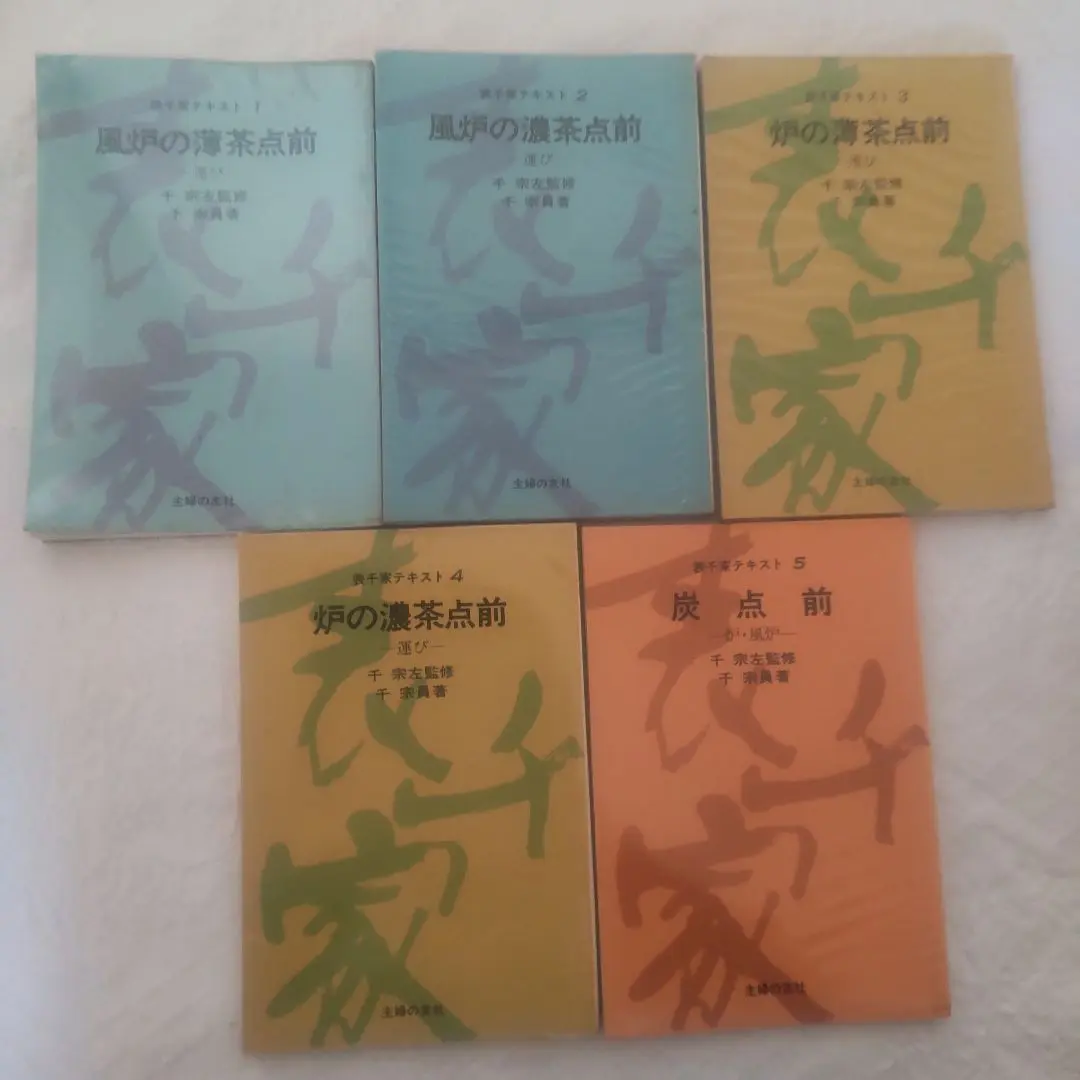 表千家テキスト 1
風炉の薄茶点前
運び
千 宗左監修
千 宗員著
表千家
主婦の友社
表千家テキスト 2
風炉の濃茶点前
運び
千 宗左監修
千 宗員著
表千家
主婦の友社
表千家テキスト 3
炉の薄茶点前
運び
千 宗左監修
千 宗員著
表千家
主婦の友社
表千家テキスト 4
炉の濃茶点前
―運び―
千 宗左監修
千 宗員著
表千家
主婦の友社
表千家テキスト 5
炭点前
―炉・風炉―
千 宗左監修
千 宗員著
表千家
主婦の友社